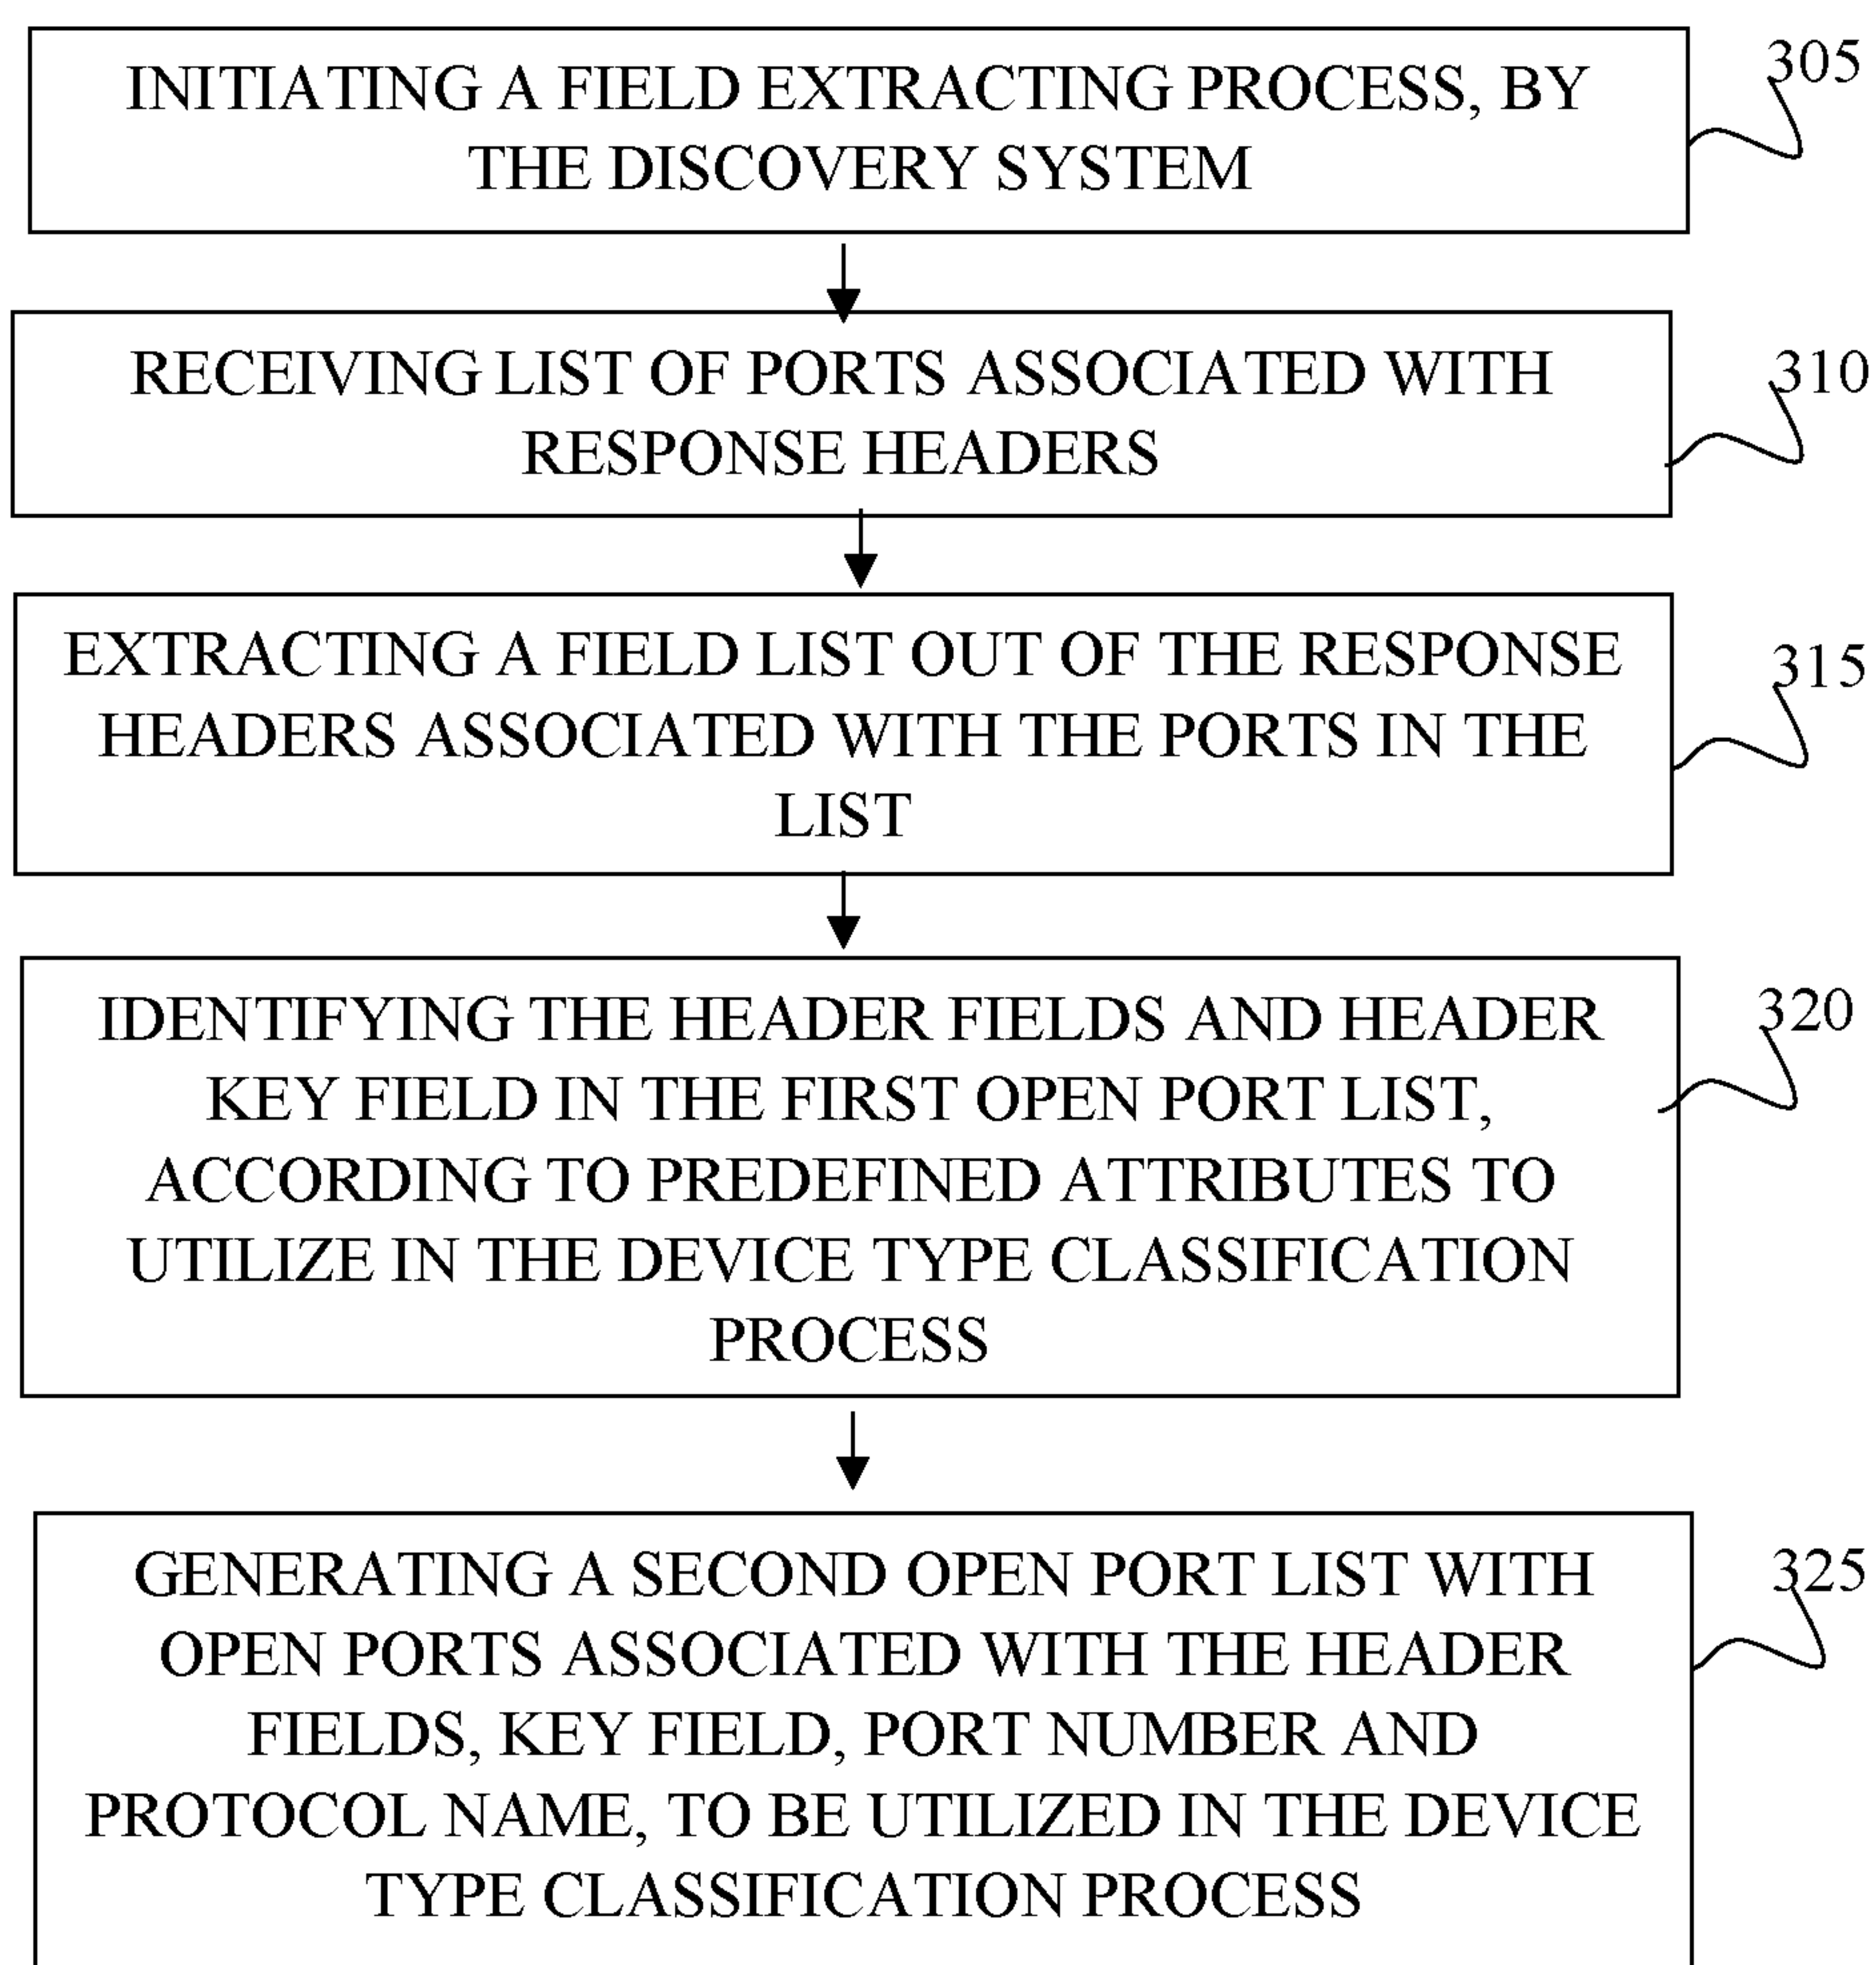 INITIATING A FIELD EXTRACTING PROCESS, BY
THE DISCOVERY SYSTEM
305
RECEIVING LIST OF PORTS ASSOCIATED WITH
RESPONSE HEADERS
310
EXTRACTING A FIELD LIST OUT OF THE RESPONSE
HEADERS ASSOCIATED WITH THE PORTS IN THE
LIST
315
IDENTIFYING THE HEADER FIELDS AND HEADER
KEY FIELD IN THE FIRST OPEN PORT LIST,
ACCORDING TO PREDEFINED ATTRIBUTES TO
UTILIZE IN THE DEVICE TYPE CLASSIFICATION
PROCESS
320
GENERATING A SECOND OPEN PORT LIST WITH
OPEN PORTS ASSOCIATED WITH THE HEADER
FIELDS, KEY FIELD, PORT NUMBER AND
PROTOCOL NAME, TO BE UTILIZED IN THE DEVICE
TYPE CLASSIFICATION PROCESS
325